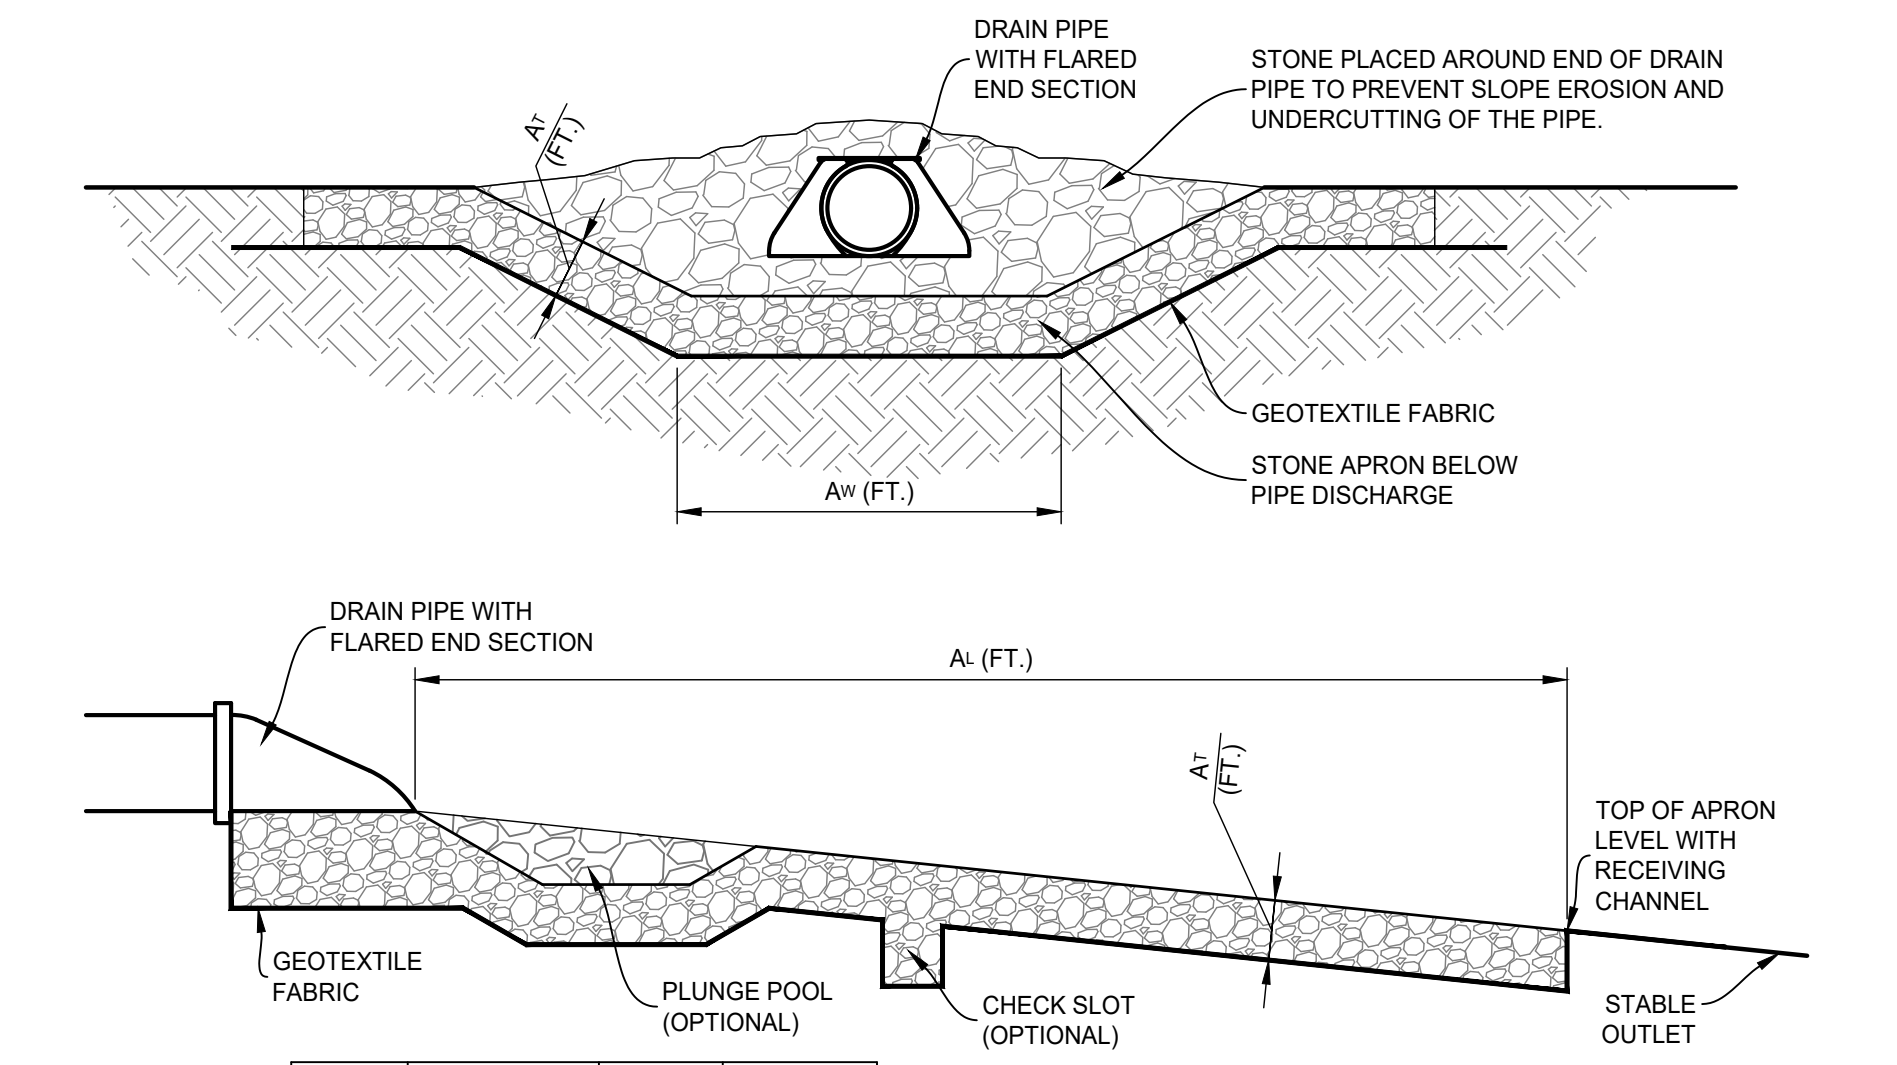 DRAIN PIPE
WITH FLARED
END SECTION
STONE PLACED AROUND END OF DRAIN
PIPE TO PREVENT SLOPE EROSION AND
UNDERCUTTING OF THE PIPE.
AT
(FT.)
GEOTEXTILE FABRIC
STONE APRON BELOW
PIPE DISCHARGE
AW (FT.)
DRAIN PIPE WITH
FLARED END SECTION
AL (FT.)
AT
(FT.)
TOP OF APRON
LEVEL WITH
RECEIVING
CHANNEL
GEOTEXTILE
FABRIC
PLUNGE POOL
(OPTIONAL)
CHECK SLOT
(OPTIONAL)
STABLE
OUTLET